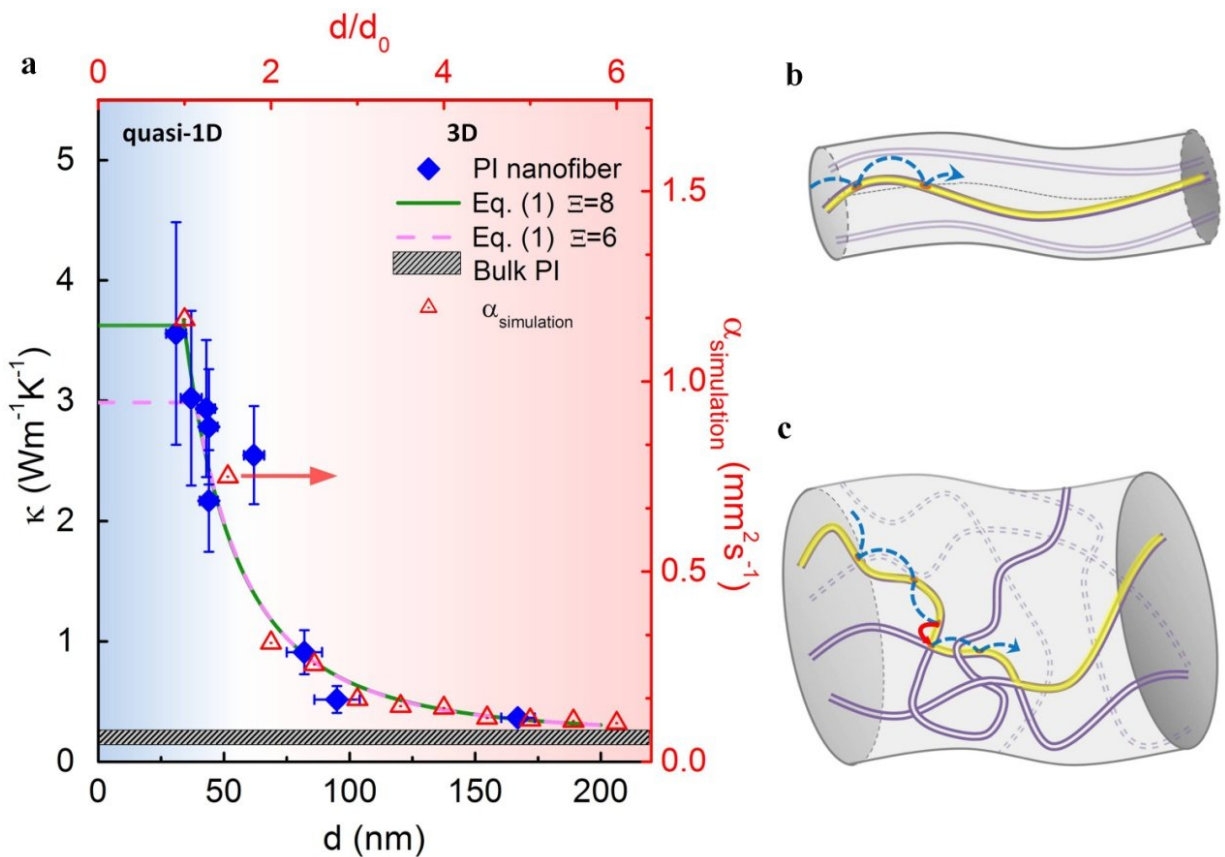 d/d₀
a
0 2 4 6
quasi-1D 3D
PI nanofiber
Eq. (1) Ξ=8
Eq. (1) Ξ=6
Bulk PI
α_simulation
5
4
3
2
1
0
κ (Wm⁻¹K⁻¹)
1.5
1.0
0.5
0.0
α_simulation (mm²s⁻¹)
0 50 100 150 200
d (nm)
b
c